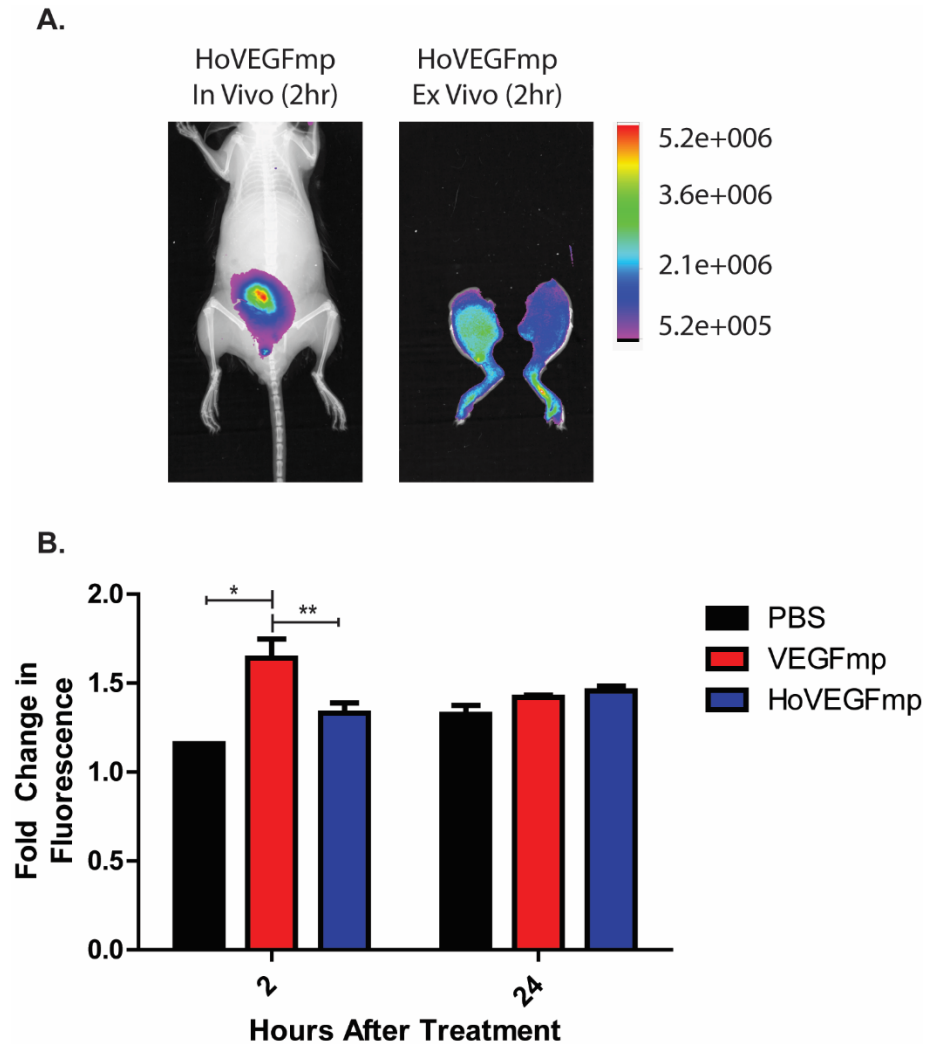 A.
HoVEGFmp
In Vivo (2hr)
HoVEGFmp
Ex Vivo (2hr)
5.2e+006
3.6e+006
2.1e+006
5.2e+005
B.
Fold Change in
Fluorescence
2.0
1.5
1.0
0.5
0.0
*
**
2
24
Hours After Treatment
PBS
VEGFmp
HoVEGFmp